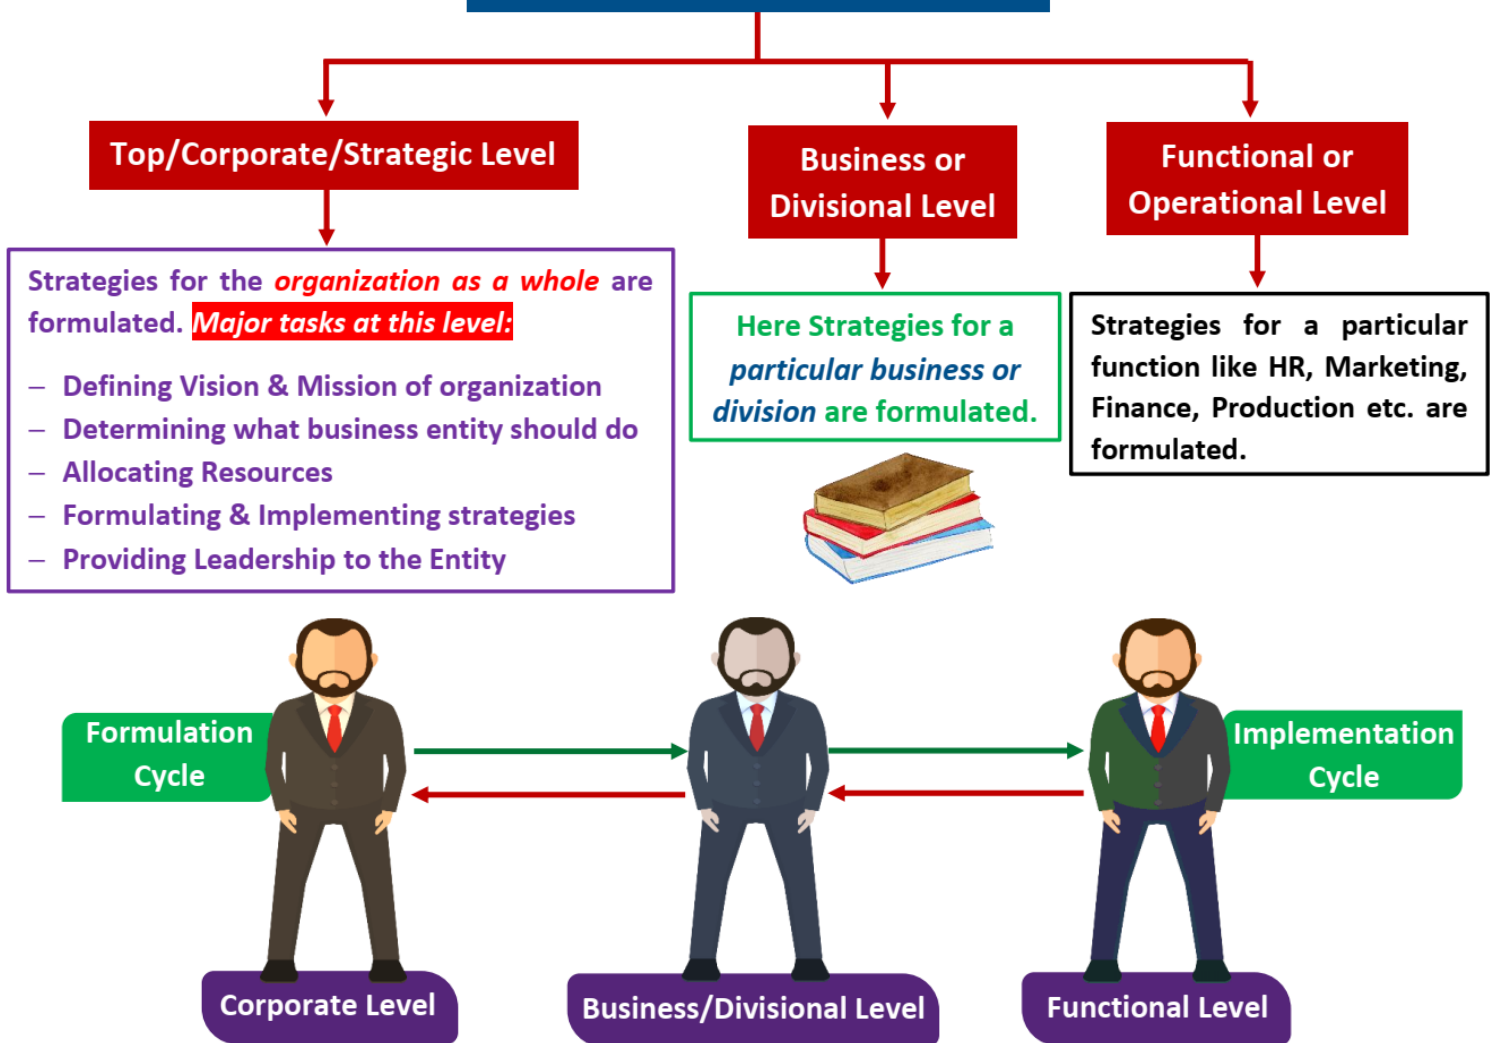 Top/Corporate/Strategic Level
Business or
Divisional Level
Functional or
Operational Level
Strategies for the organization as a whole are
formulated. Major tasks at this level:
– Defining Vision & Mission of organization
– Determining what business entity should do
– Allocating Resources
– Formulating & Implementing strategies
– Providing Leadership to the Entity
Here Strategies for a
particular business or
division are formulated.
Strategies for a particular
function like HR, Marketing,
Finance, Production etc. are
formulated.
Formulation
Cycle
Implementation
Cycle
Corporate Level
Business/Divisional Level
Functional Level